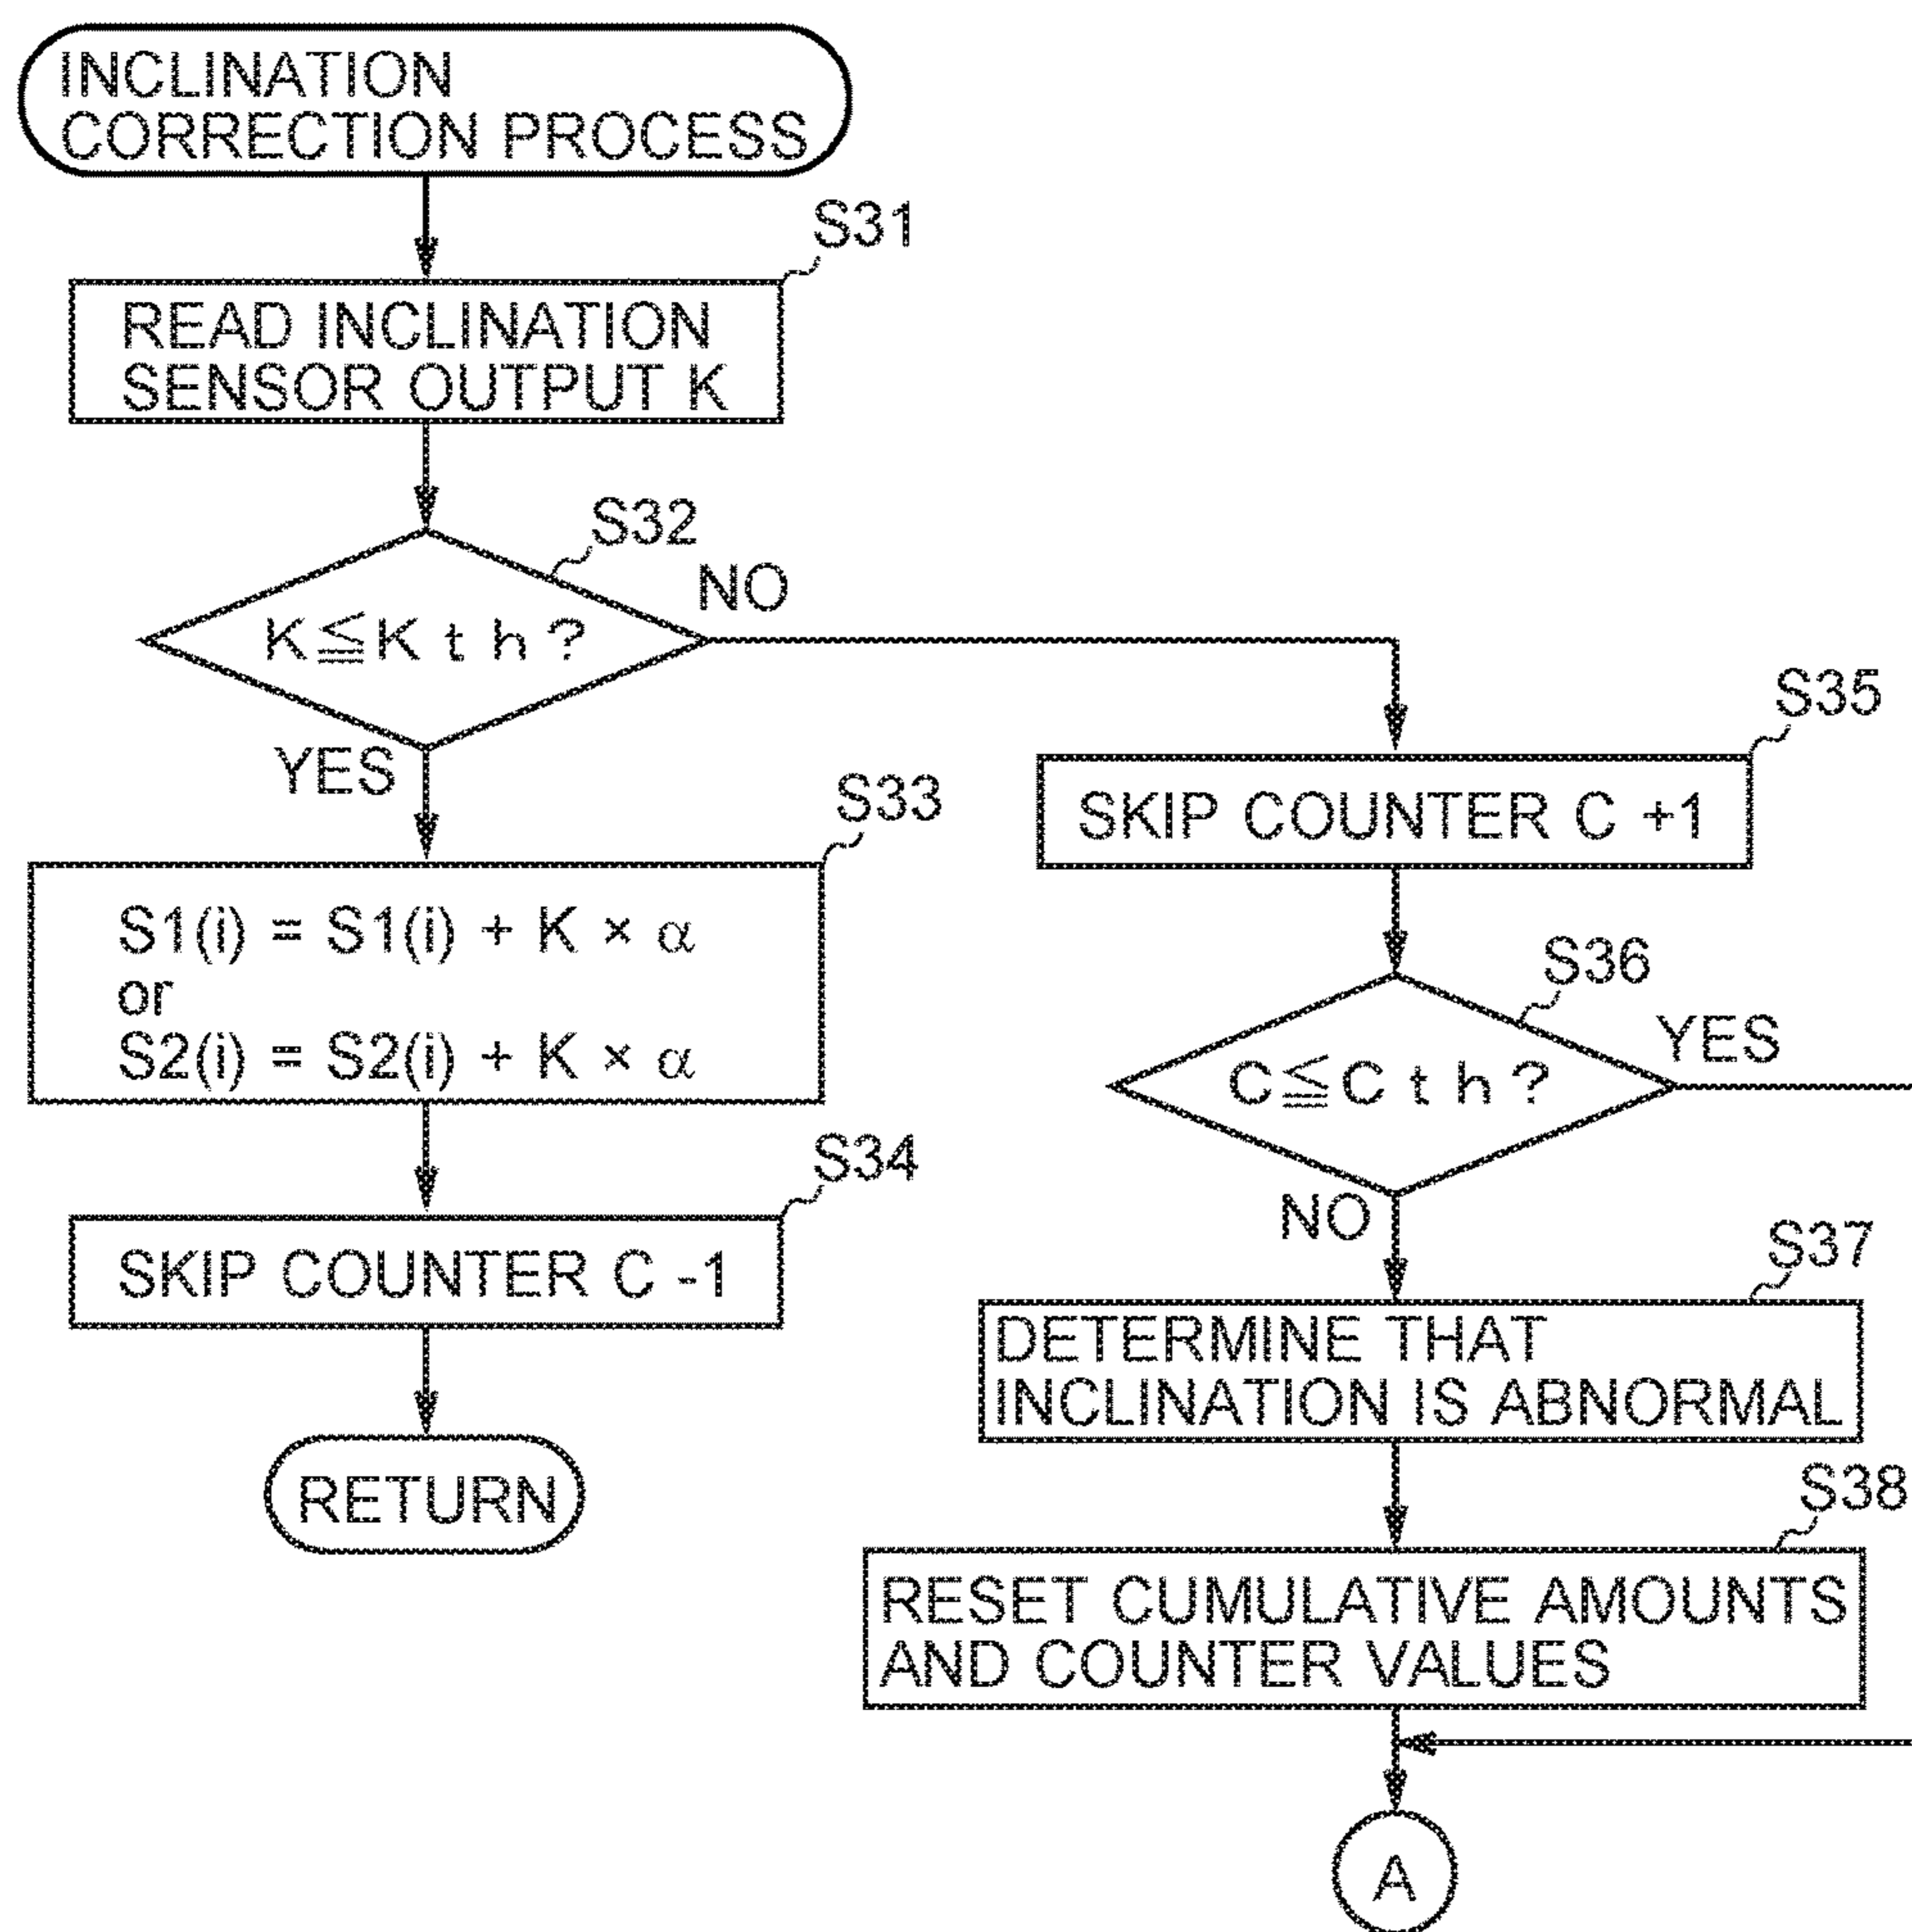 INCLINATION
CORRECTION PROCESS
S31
READ INCLINATION
SENSOR OUTPUT K
S32
K≦Kth?
NO
YES
S33
S1(i) = S1(i) + K × α
or
S2(i) = S2(i) + K × α
S34
SKIP COUNTER C -1
RETURN
S35
SKIP COUNTER C +1
S36
C≦Cth?
YES
NO
S37
DETERMINE THAT
INCLINATION IS ABNORMAL
S38
RESET CUMULATIVE AMOUNTS
AND COUNTER VALUES
A